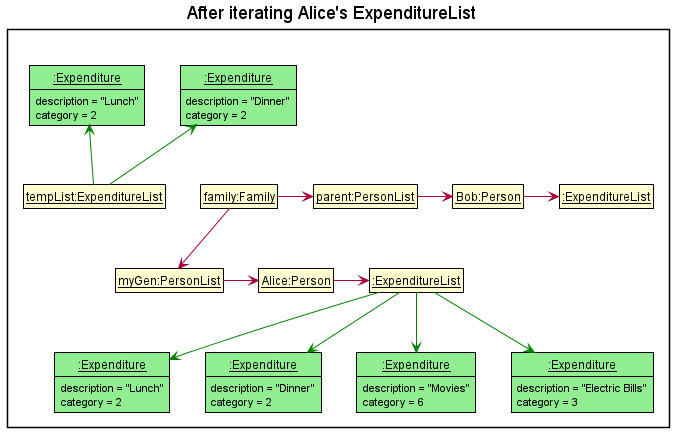 After iterating Alice's ExpenditureList
:Expenditure
description = "Lunch"
category = 2
:Expenditure
description = "Dinner"
category = 2
tempList:ExpenditureList
family:Family
parent:PersonList
Bob:Person
:ExpenditureList
myGen:PersonList
Alice:Person
:ExpenditureList
:Expenditure
description = "Lunch"
category = 2
:Expenditure
description = "Dinner"
category = 2
:Expenditure
description = "Movies"
category = 6
:Expenditure
description = "Electric Bills"
category = 3